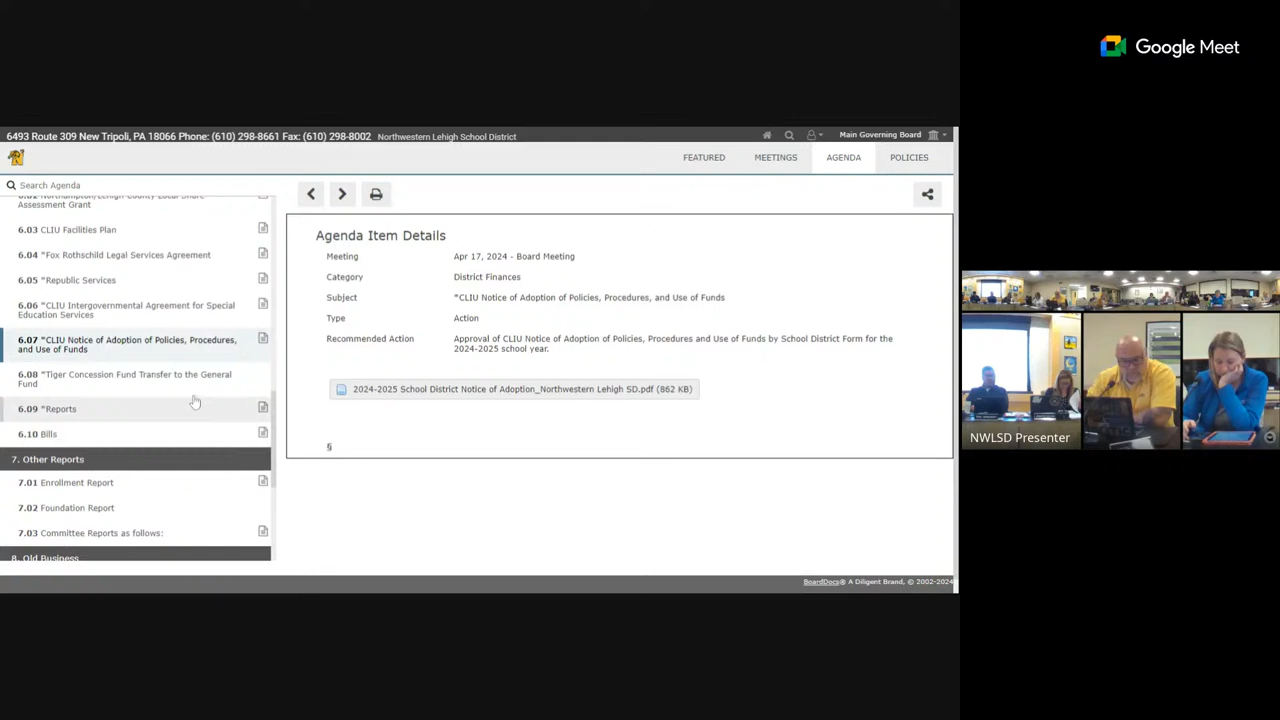 Google Meet
6493 Route 309 New Tripoli, PA 18066 Phone: (610) 298-8661 Fax: (610) 298-8002 Northwestern Lehigh School District
Main Governing Board
FEATURED MEETINGS AGENDA POLICIES
Search Agenda
6.02 Northampton/Lehigh County Local Share
Assessment Grant
6.03 CLIU Facilities Plan
6.04 "Fox Rothschild Legal Services Agreement
6.05 "Republic Services
6.06 "CLIU Intergovernmental Agreement for Special
Education Services
6.07 "CLIU Notice of Adoption of Policies, Procedures,
and Use of Funds
6.08 "Tiger Concession Fund Transfer to the General
Fund
6.09 "Reports
6.10 Bills
7. Other Reports
7.01 Enrollment Report
7.02 Foundation Report
7.03 Committee Reports as follows:
8. Old Business
Agenda Item Details
Meeting Apr 17, 2024 - Board Meeting
Category District Finances
Subject "CLIU Notice of Adoption of Policies, Procedures, and Use of Funds
Type Action
Recommended Action Approval of CLIU Notice of Adoption of Policies, Procedures and Use of Funds by School District Form for the
2024-2025 school year.
2024-2025 School District Notice of Adoption_Northwestern Lehigh SD.pdf (862 KB)
§
BoardDocs® A Diligent Brand, © 2002-2024
NWLSD Presenter